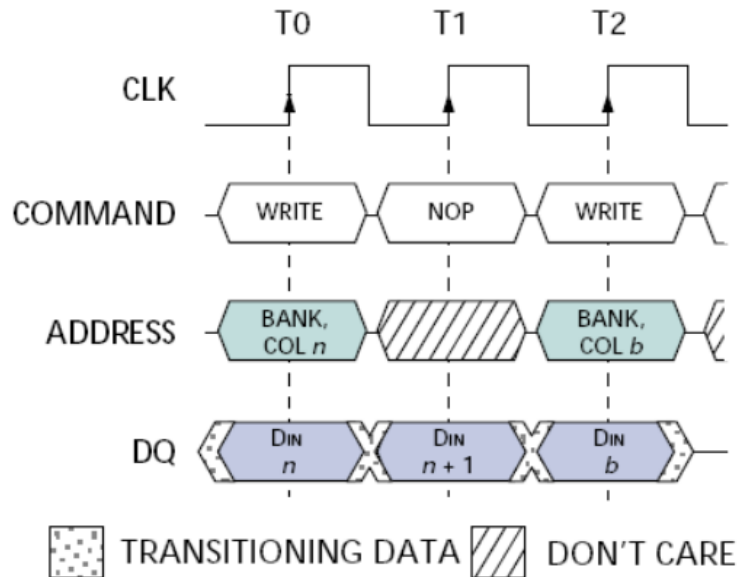 T0 T1 T2
CLK
COMMAND WRITE NOP WRITE
ADDRESS BANK, COL n BANK, COL b
DQ DIN n DIN n + 1 DIN b
TRANSITIONING DATA DON'T CARE